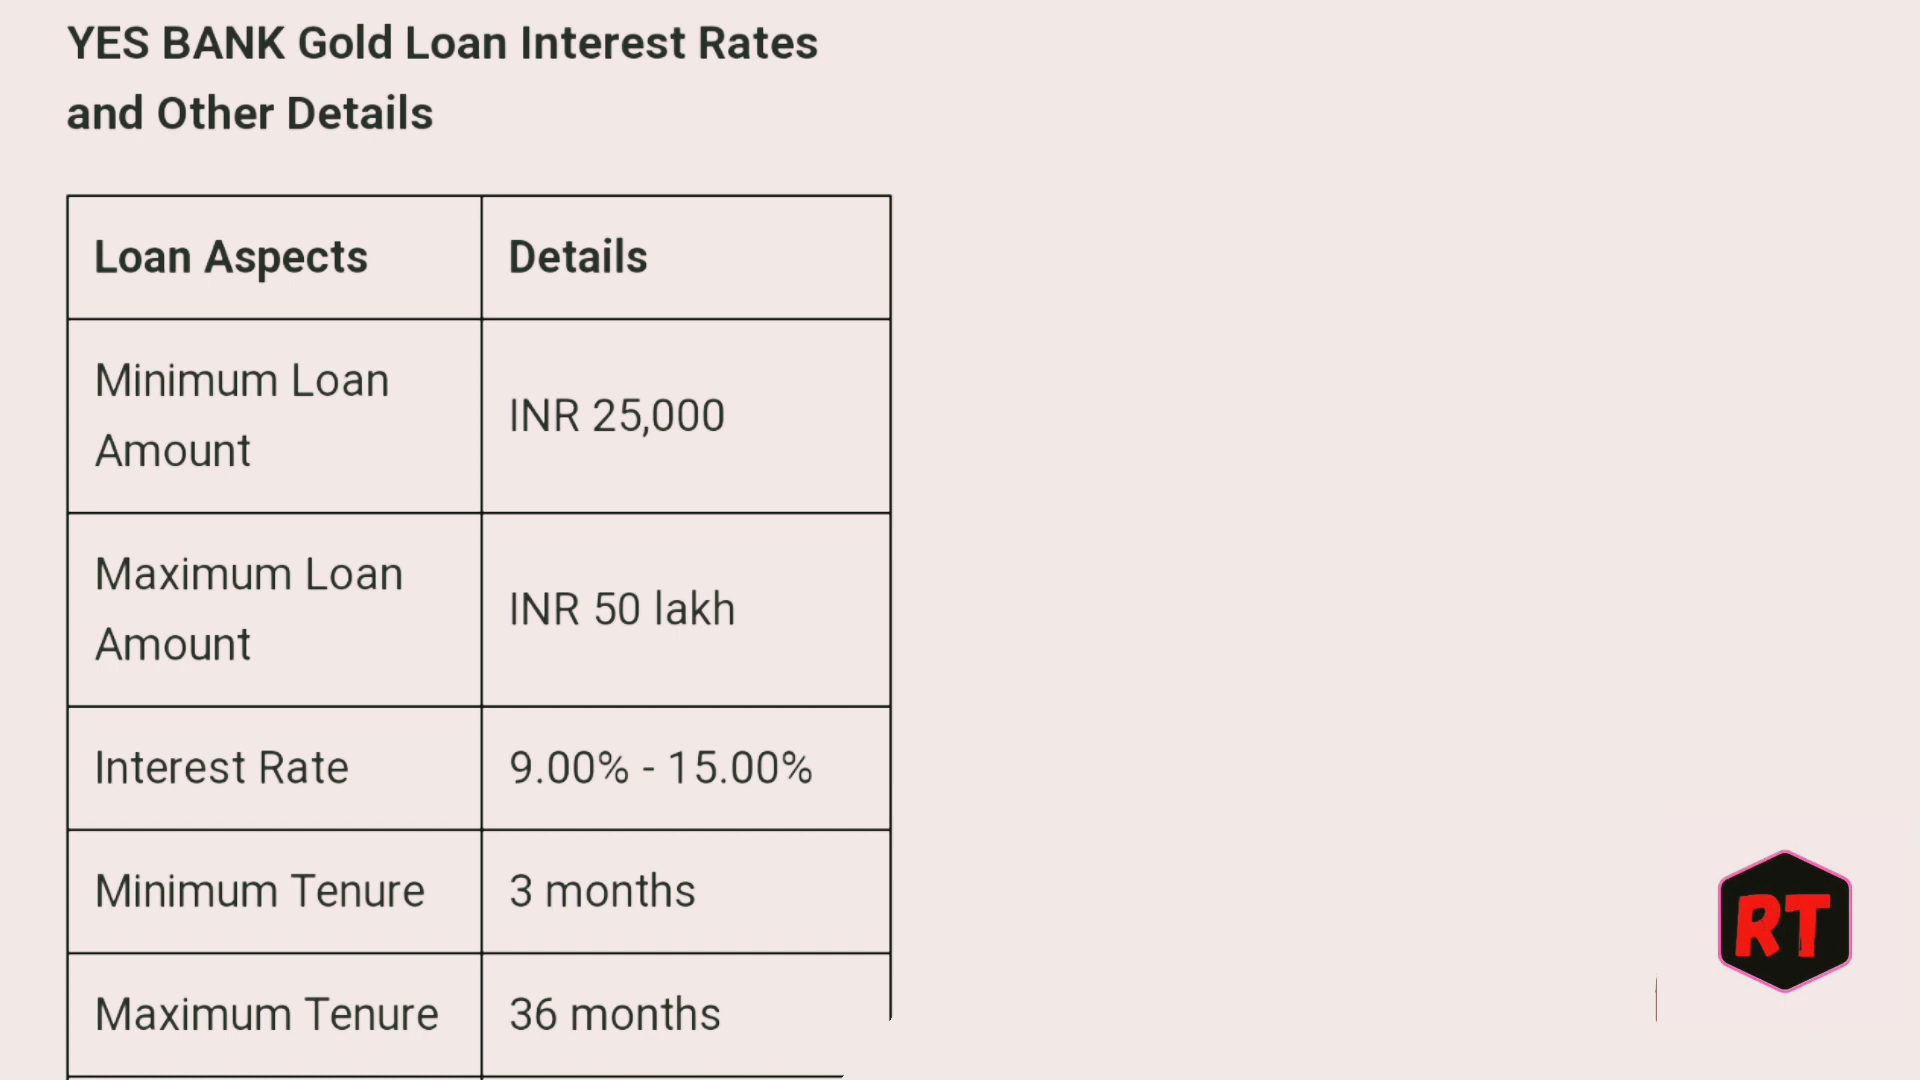 YES BANK Gold Loan Interest Rates
and Other Details
Loan Aspects Details
Minimum Loan
Amount
INR 25,000
Maximum Loan
Amount
INR 50 lakh
Interest Rate 9.00% - 15.00%
Minimum Tenure 3 months
Maximum Tenure 36 months
RT